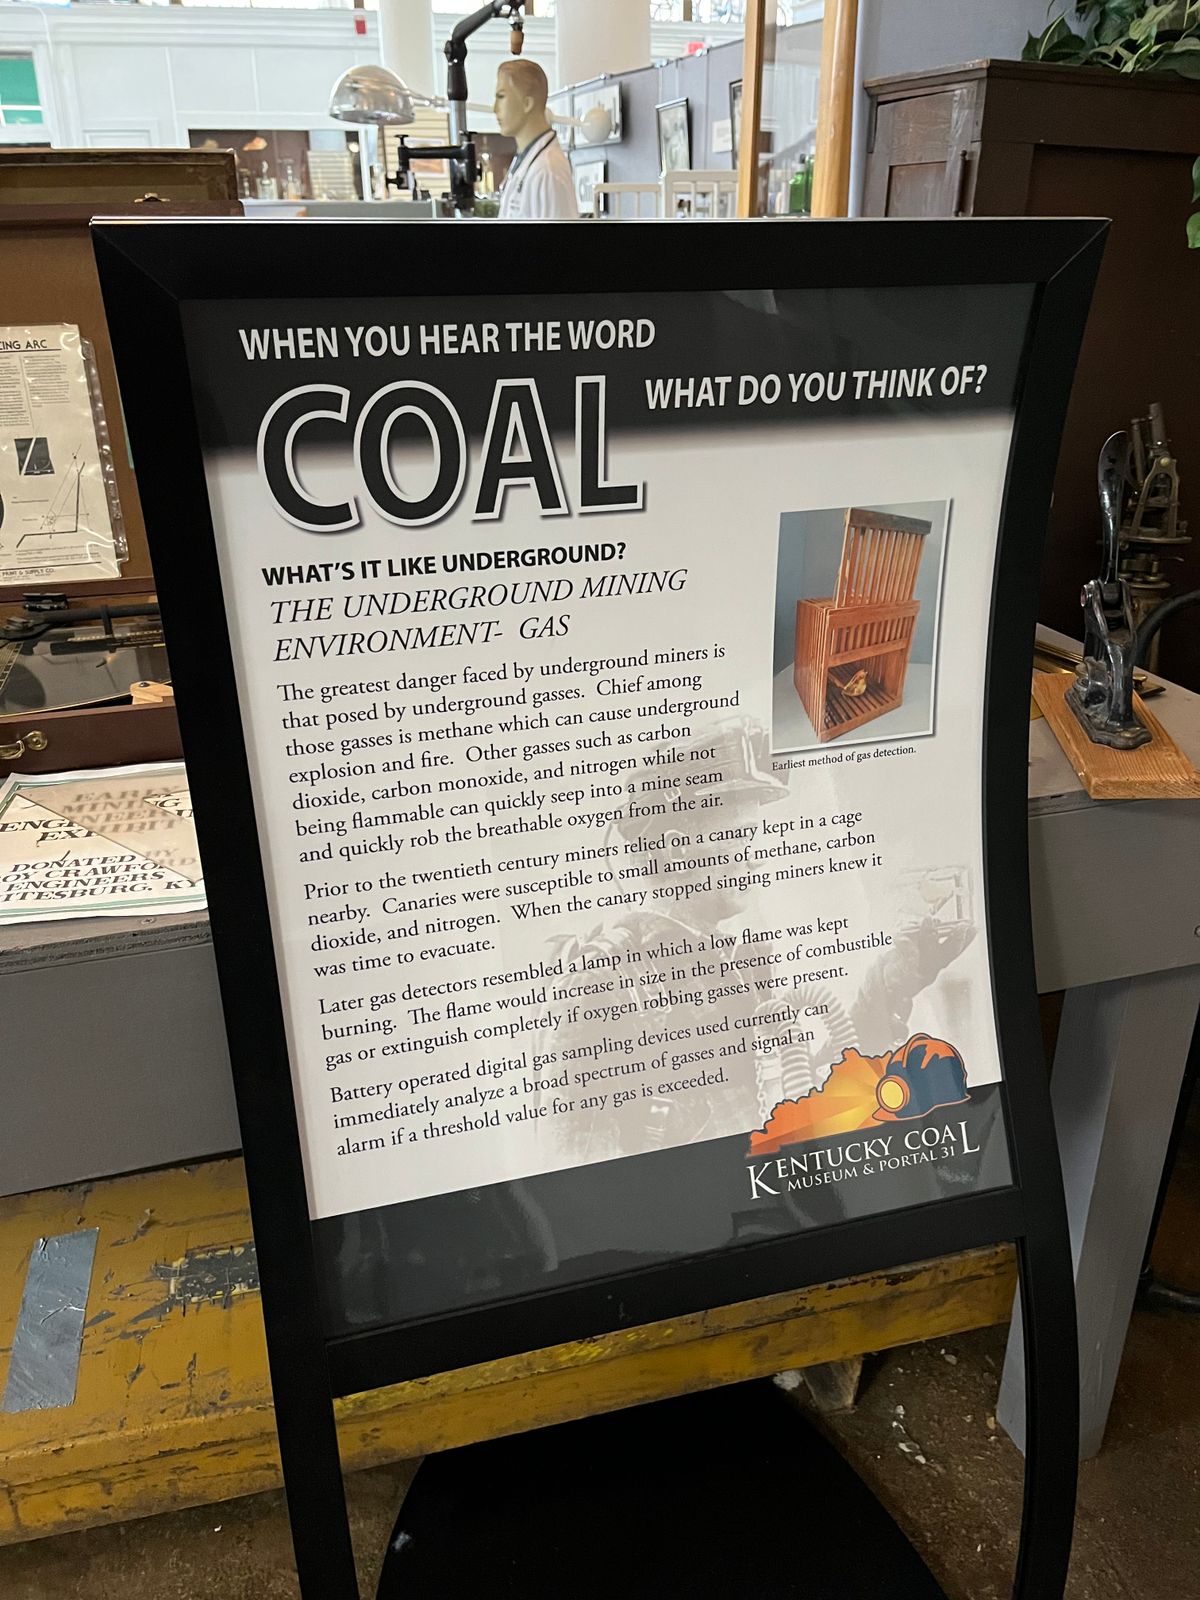 WHEN YOU HEAR THE WORD
COAL
WHAT DO YOU THINK OF?
WHAT'S IT LIKE UNDERGROUND?
THE UNDERGROUND MINING
ENVIRONMENT- GAS
The greatest danger faced by underground miners is
that posed by underground gasses. Chief among
those gasses is methane which can cause underground
explosion and fire. Other gasses such as carbon
dioxide, carbon monoxide, and nitrogen while not
being flammable can quickly seep into a mine seam
and quickly rob the breathable oxygen from the air.
Earliest method of gas detection.
Prior to the twentieth century miners relied on a canary kept in a cage
nearby. Canaries were susceptible to small amounts of methane, carbon
dioxide, and nitrogen. When the canary stopped singing miners knew it
was time to evacuate.
Later gas detectors resembled a lamp in which a low flame was kept
burning. The flame would increase in size in the presence of combustible
gas or extinguish completely if oxygen robbing gasses were present.
Battery operated digital gas sampling devices used currently can
immediately analyze a broad spectrum of gasses and signal an
alarm if a threshold value for any gas is exceeded.
KENTUCKY COAL
MUSEUM & PORTAL 31
ARC
PRINT & SUPPLY CO.
EARLY
MINING
DONATED BY
ENGINEERS